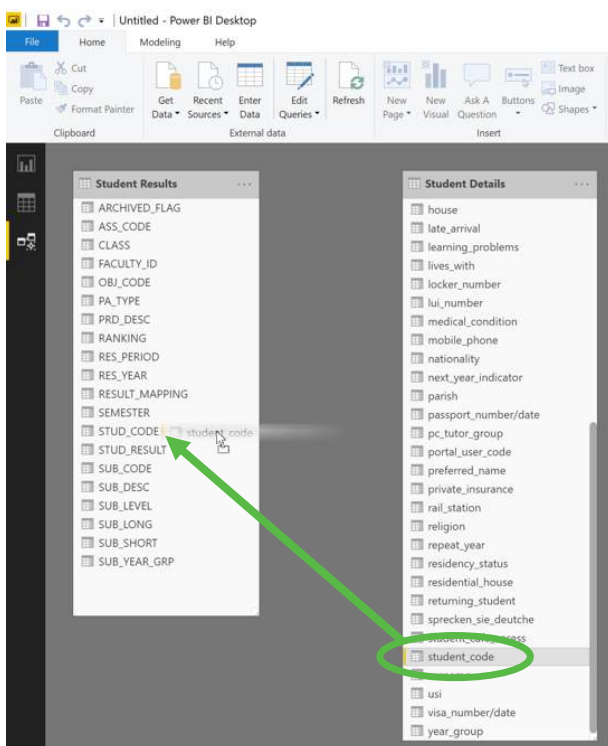 Untitled - Power BI Desktop
File Home Modeling Help
Paste
Cut
Copy
Format Painter
Clipboard
Get Data
Recent Sources
Enter Data
Edit Queries
External data
Refresh
New Page
New Visual
Ask A Question
Buttons
Text box
Image
Shapes
Insert
Student Results
ARCHIVED_FLAG
ASS_CODE
CLASS
FACULTY_ID
OBJ_CODE
PA_TYPE
PRD_DESC
RANKING
RES_PERIOD
RES_YEAR
RESULT_MAPPING
SEMESTER
STUD_CODE student_code
STUD_RESULT
SUB_CODE
SUB_DESC
SUB_LEVEL
SUB_LONG
SUB_SHORT
SUB_YEAR_GRP
Student Details
house
late_arrival
learning_problems
lives_with
locker_number
lui_number
medical_condition
mobile_phone
nationality
next_year_indicator
parish
passport_number/date
pc_tutor_group
portal_user_code
preferred_name
private_insurance
rail_station
religion
repeat_year
residency_status
residential_house
returning_student
sprecken_sie_deutche
student_code
usi
visa_number/date
year_group